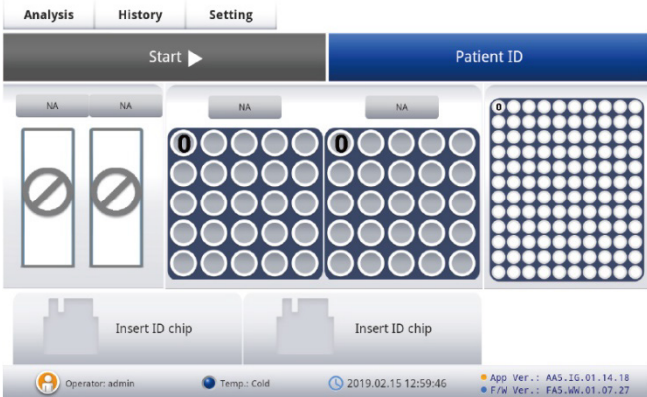 Analysis History Setting
Start Patient ID
NA NA NA NA
0 0 0
Insert ID chip Insert ID chip
Operator: admin Temp.: Cold 2019.02.15 12:59:46 App Ver.: AA5.IG.01.14.18
F/W Ver.: FA5.WW.01.07.27